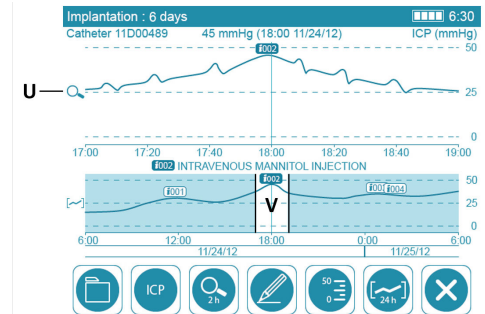 Implantation : 6 days 6:30
Catheter 11D00489 45 mmHg (18:00 11/24/12) ICP (mmHg)
i002 50
U 25
0
17:00 17:20 17:40 18:00 18:20 18:40 19:00
i002 INTRAVENOUS MANNITOL INJECTION
i002 50
i001 i003 i004
V 25
0
6:00 12:00 18:00 0:00 6:00
11/24/12 11/25/12
ICP 2 h 50 0 24 h